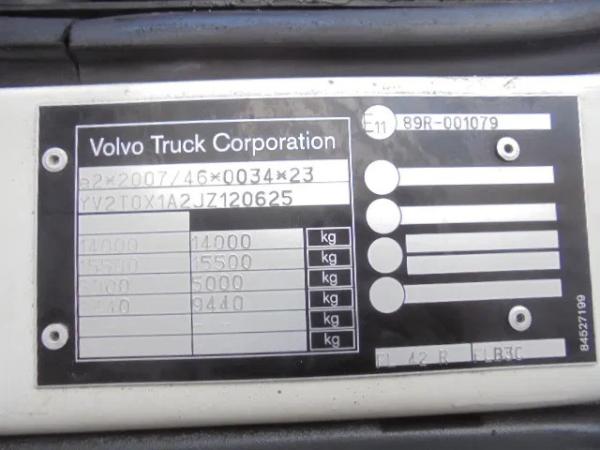 Volvo Truck Corporation
e2*2007/46*0034*23
YV2T0X1A2JZ120625
kg
14000 14000 kg
15500 15500 kg
5000 5000 kg
9440 9440 kg
kg
kg
E11 89R-001079
FL 42 R FLB3C
84527199